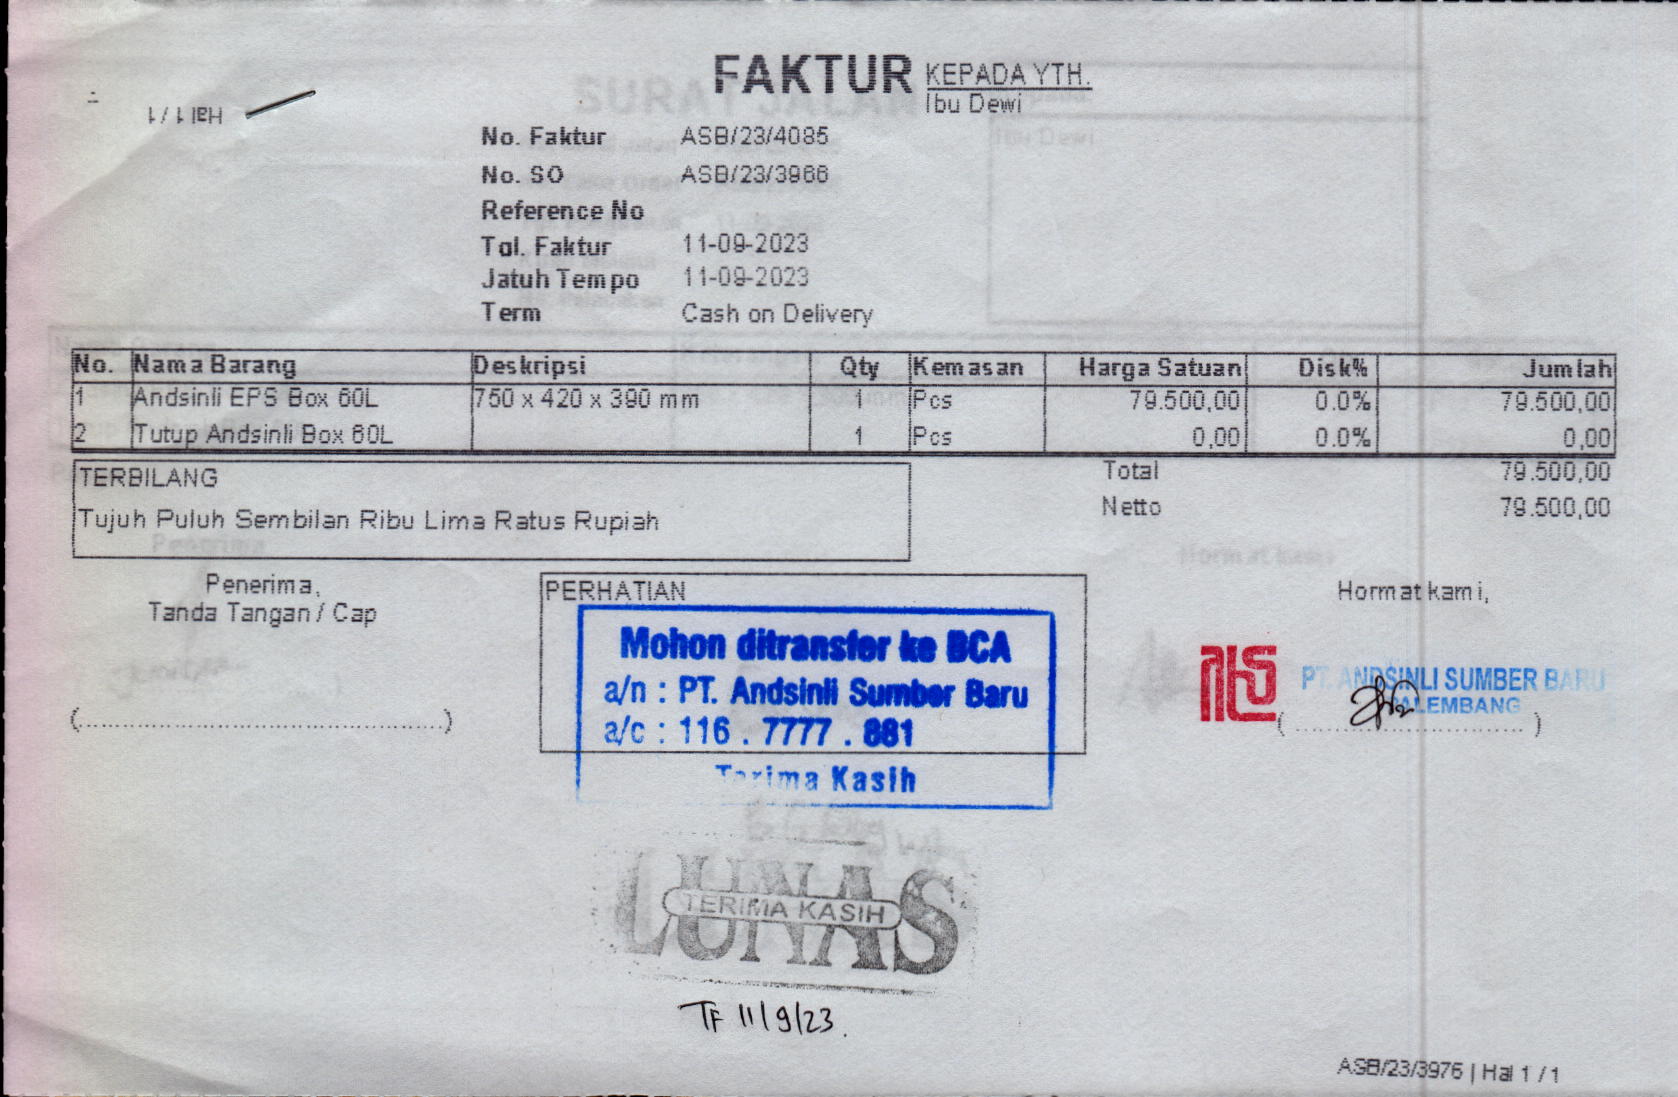 FAKTUR
KEPADA YTH.
Ibu Dewi
Hal 1 / 1
No. Faktur ASB/23/4085
No. SO ASB/23/3966
Reference No
Tgl. Faktur 11-09-2023
Jatuh Tempo 11-09-2023
Term Cash on Delivery
No. Nama Barang Deskripsi Qty Kemasan Harga Satuan Disk% Jumlah
1 Andsinli EPS Box 60L 750 x 420 x 390 mm 1 Pcs 79.500,00 0.0% 79.500,00
2 Tutup Andsinli Box 60L 1 Pcs 0,00 0.0% 0,00
Total 79.500,00
Netto 79.500,00
TERBILANG
Tujuh Puluh Sembilan Ribu Lima Ratus Rupiah
Penerima,
Tanda Tangan / Cap
(............................................)
PERHATIAN
Mohon ditransfer ke BCA
a/n : PT. Andsinli Sumber Baru
a/c : 116 . 7777 . 881
Terima Kasih
Hormat kami,
PT. ANDSINLI SUMBER BARU
PALEMBANG
(............................)
LUNAS
TERIMA KASIH
TF 11/9/23.
ASB/23/3976 | Hal 1 / 1